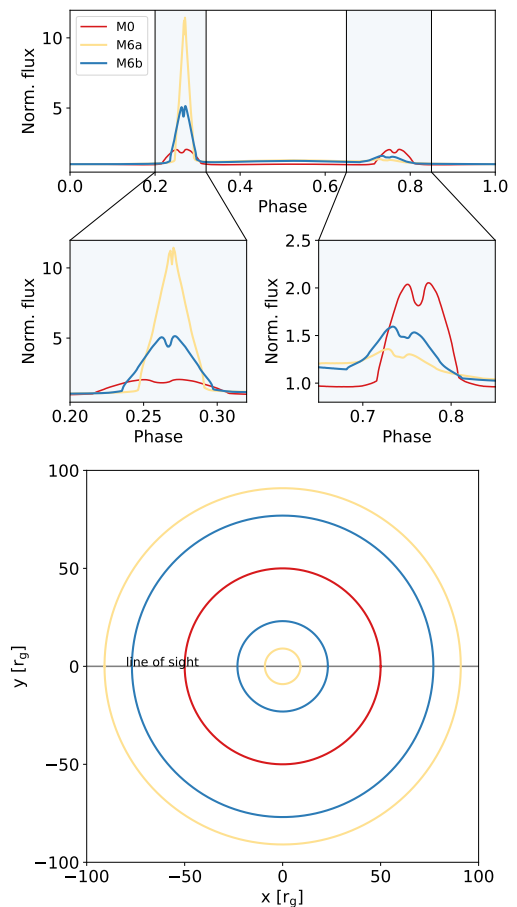 Norm. flux
10
5
M0
M6a
M6b
0.0 0.2 0.4 0.6 0.8 1.0
Phase
Norm. flux
10
5
0.20 0.25 0.30
Phase
Norm. flux
2.5
2.0
1.5
1.0
0.7 0.8
Phase
y [rg]
100
50
0
−50
−100
line of sight
−100 −50 0 50 100
x [rg]